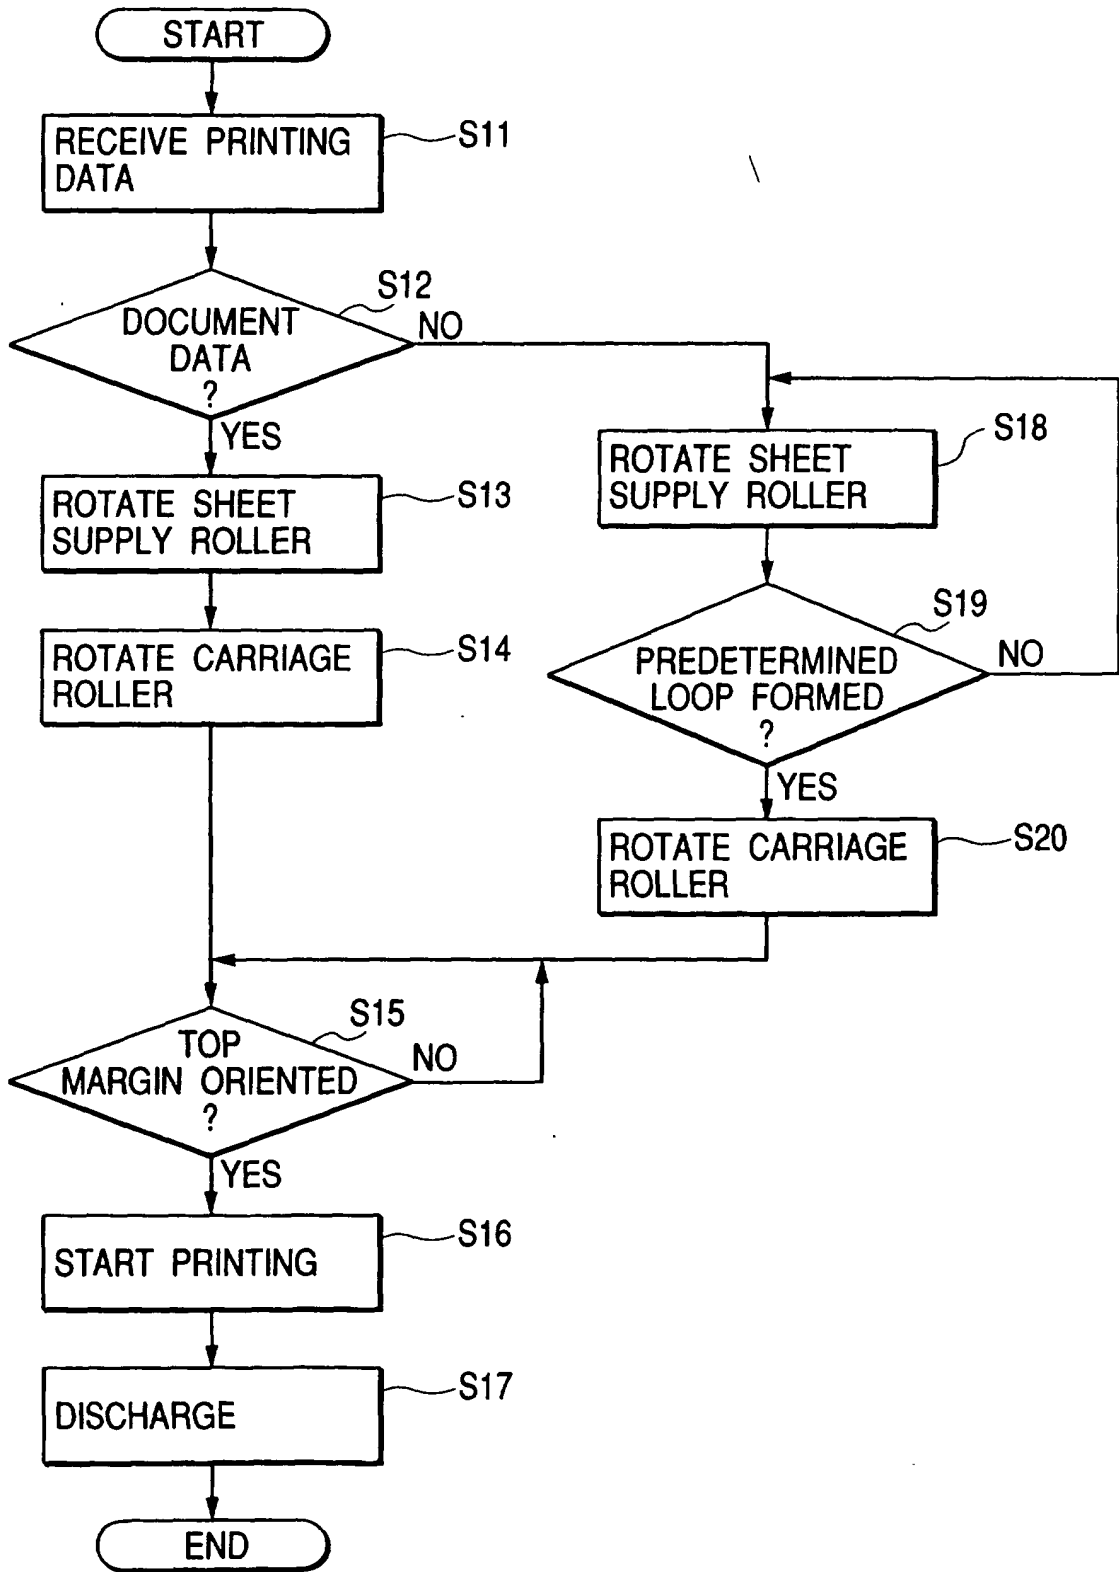 START
RECEIVE PRINTING
DATA
S11
S12
DOCUMENT
DATA
?
NO
YES
ROTATE SHEET
SUPPLY ROLLER
S13
ROTATE CARRIAGE
ROLLER
S14
ROTATE SHEET
SUPPLY ROLLER
S18
S19
PREDETERMINED
LOOP FORMED
?
NO
YES
ROTATE CARRIAGE
ROLLER
S20
S15
TOP
MARGIN ORIENTED
?
NO
YES
START PRINTING
S16
DISCHARGE
S17
END